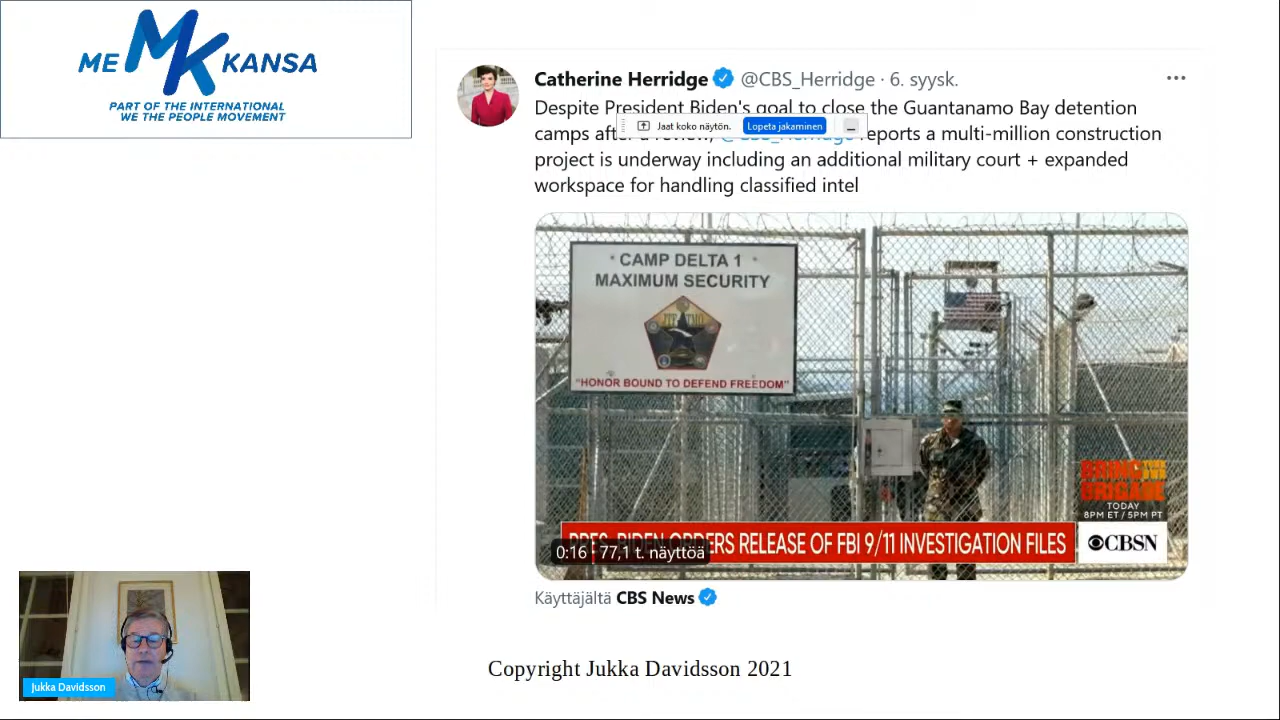 ME MK KANSA
PART OF THE INTERNATIONAL
WE THE PEOPLE MOVEMENT
Catherine Herridge @CBS_Herridge · 6. syysk.
Despite President Biden's goal to close the Guantanamo Bay detention
Jaat koko näytön. Lopeta jakaminen
camps after a review, @CBS_Herridge reports a multi-million construction
project is underway including an additional military court + expanded
workspace for handling classified intel
CAMP DELTA 1
MAXIMUM SECURITY
"HONOR BOUND TO DEFEND FREEDOM"
BRING
BRIGADE
TODAY
8PM ET / 5PM PT
PRES. BIDEN ORDERS RELEASE OF FBI 9/11 INVESTIGATION FILES
CBSN
0:16 77,1 t. näyttöä
Käyttäjältä CBS News
Jukka Davidsson
Copyright Jukka Davidsson 2021